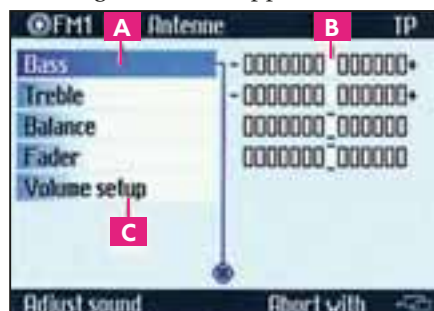 FM1 A Antenne B TP
Bass
Treble
Balance
Fader
Volume setup
C
Adjust sound Abort with